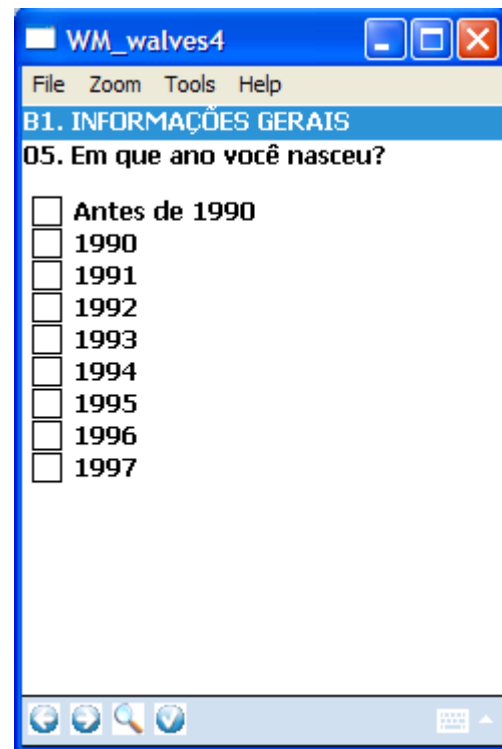 WM_walves4
File Zoom Tools Help
B1. INFORMAÇÕES GERAIS
05. Em que ano você nasceu?
Antes de 1990
1990
1991
1992
1993
1994
1995
1996
1997